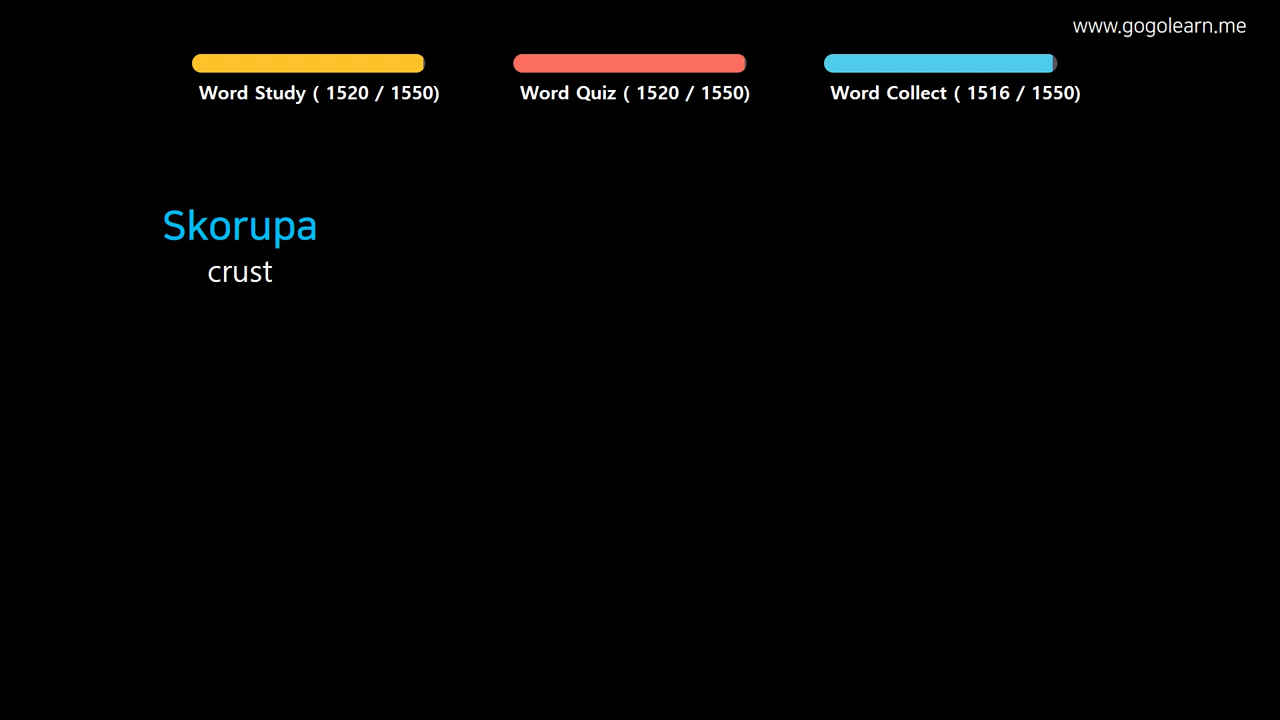 www.gogolearn.me
Word Study ( 1520 / 1550)
Word Quiz ( 1520 / 1550)
Word Collect ( 1516 / 1550)
Skorupa
crust